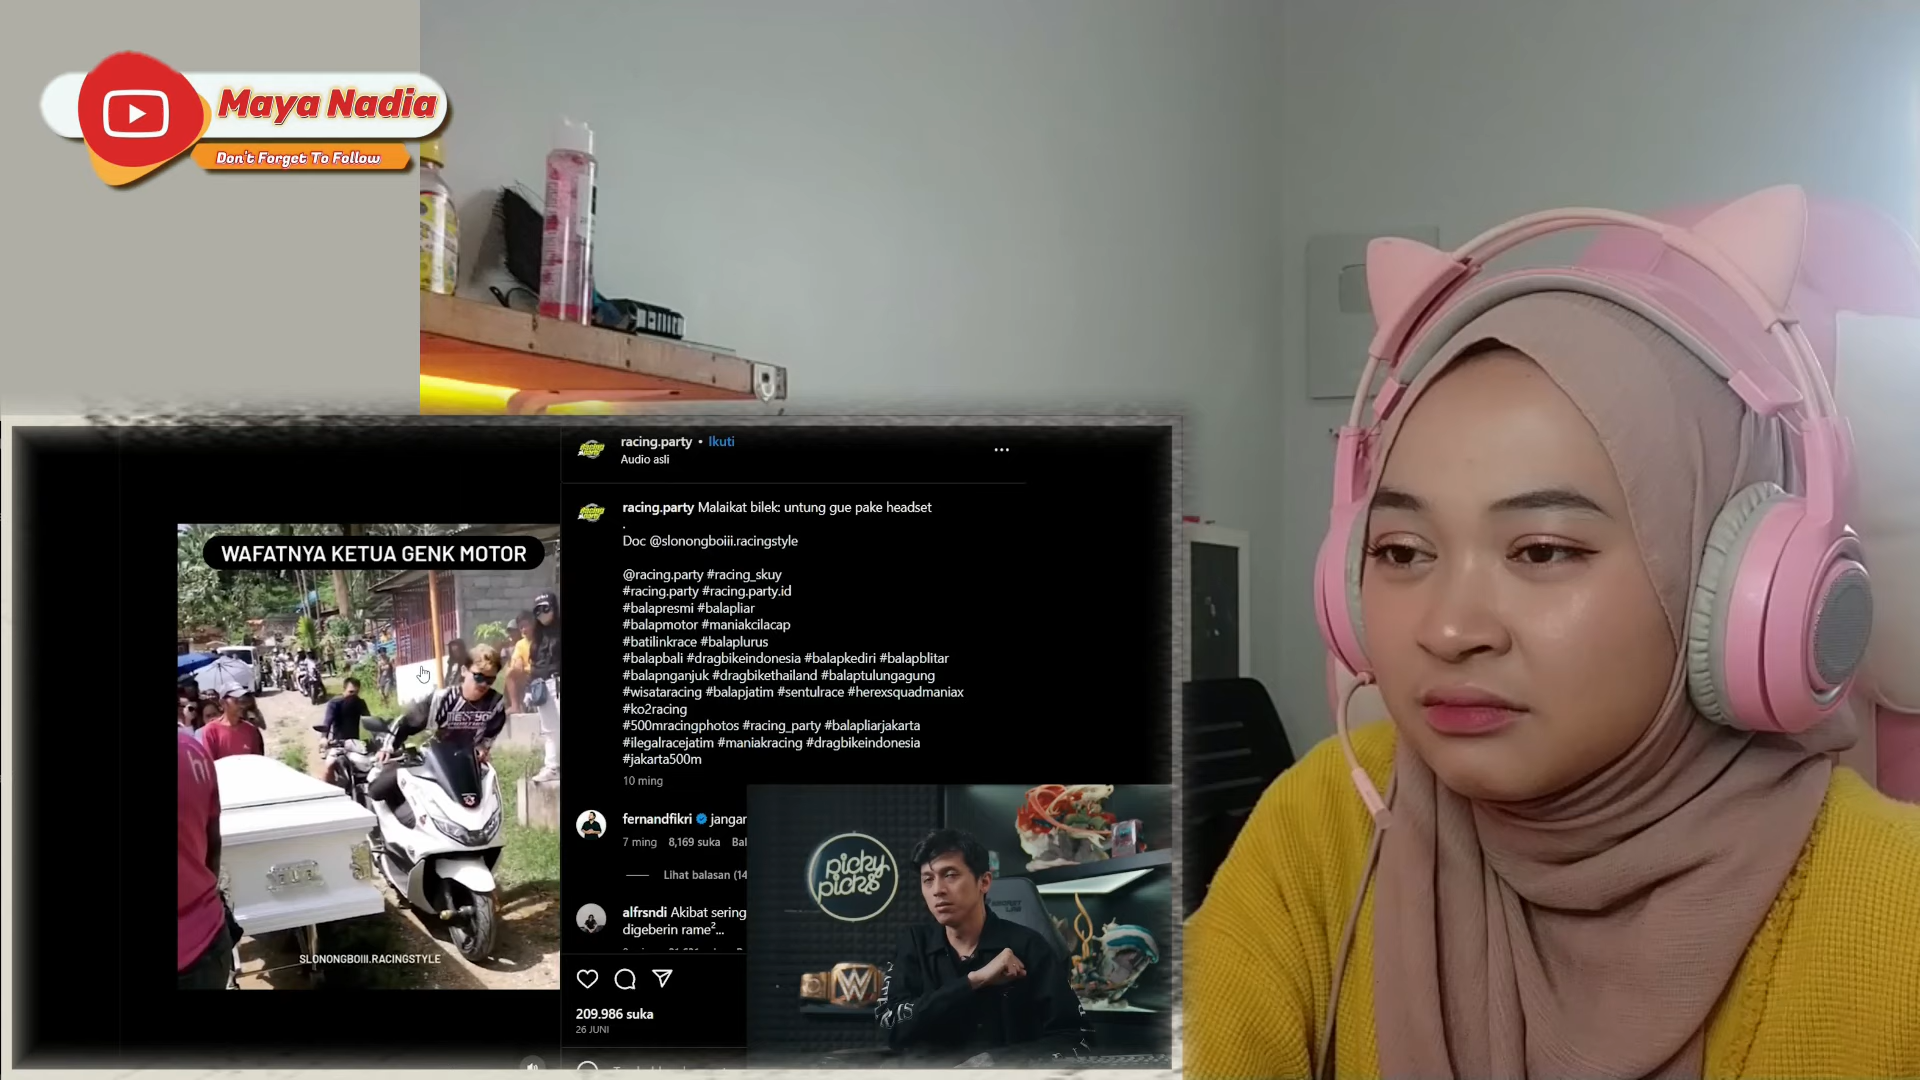 Maya Nadia
Don't Forget To Follow
racing.party • Ikuti
Audio asli
WAFATNYA KETUA GENK MOTOR
SLONONGBOIII.RACINGSTYLE
racing.party Malaikat bilek: untung gue pake headset
.
Doc @slonongboiii.racingstyle
@racing.party #racing_skuy
#racing.party #racing.party.id
#balapresmi #balapliar
#balapmotor #maniakcilacap
#batilinkrace #balaplurus
#balapbali #dragbikeindonesia #balapkediri #balapblitar
#balapnganjuk #dragbikethailand #balaptulungagung
#wisataracing #balapjatim #sentulrace #herexsquadmaniax
#ko2racing
#500mracingphotos #racing_party #balapliarjakarta
#ilegalracejatim #maniakracing #dragbikeindonesia
#jakarta500m
10 ming
fernandfikri jangan
7 ming 8,169 suka Bal
Lihat balasan (14
alfrsndi Akibat sering
digeberin rame²...
209.986 suka
26 JUNI
picky
picks
W